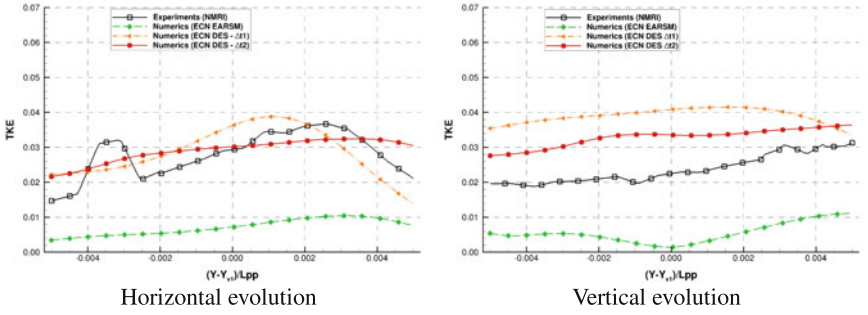 0.07
0.06
0.05
0.04
0.03
0.02
0.01
0.00
TKE
Experiments (NMRI)
Numerics (ECN EARSM)
Numerics (ECN DES - Δt1)
Numerics (ECN DES - Δt2)
-0.004 -0.002 0.000 0.002 0.004
(Y-Yv1)/Lpp
Horizontal evolution
0.07
0.06
0.05
0.04
0.03
0.02
0.01
0.00
TKE
Experiments (NMRI)
Numerics (ECN EARSM)
Numerics (ECN DES Δt1)
Numerics (ECN DES Δt2)
-0.004 -0.002 0.000 0.002 0.004
(Y-Yv1)/Lpp
Vertical evolution